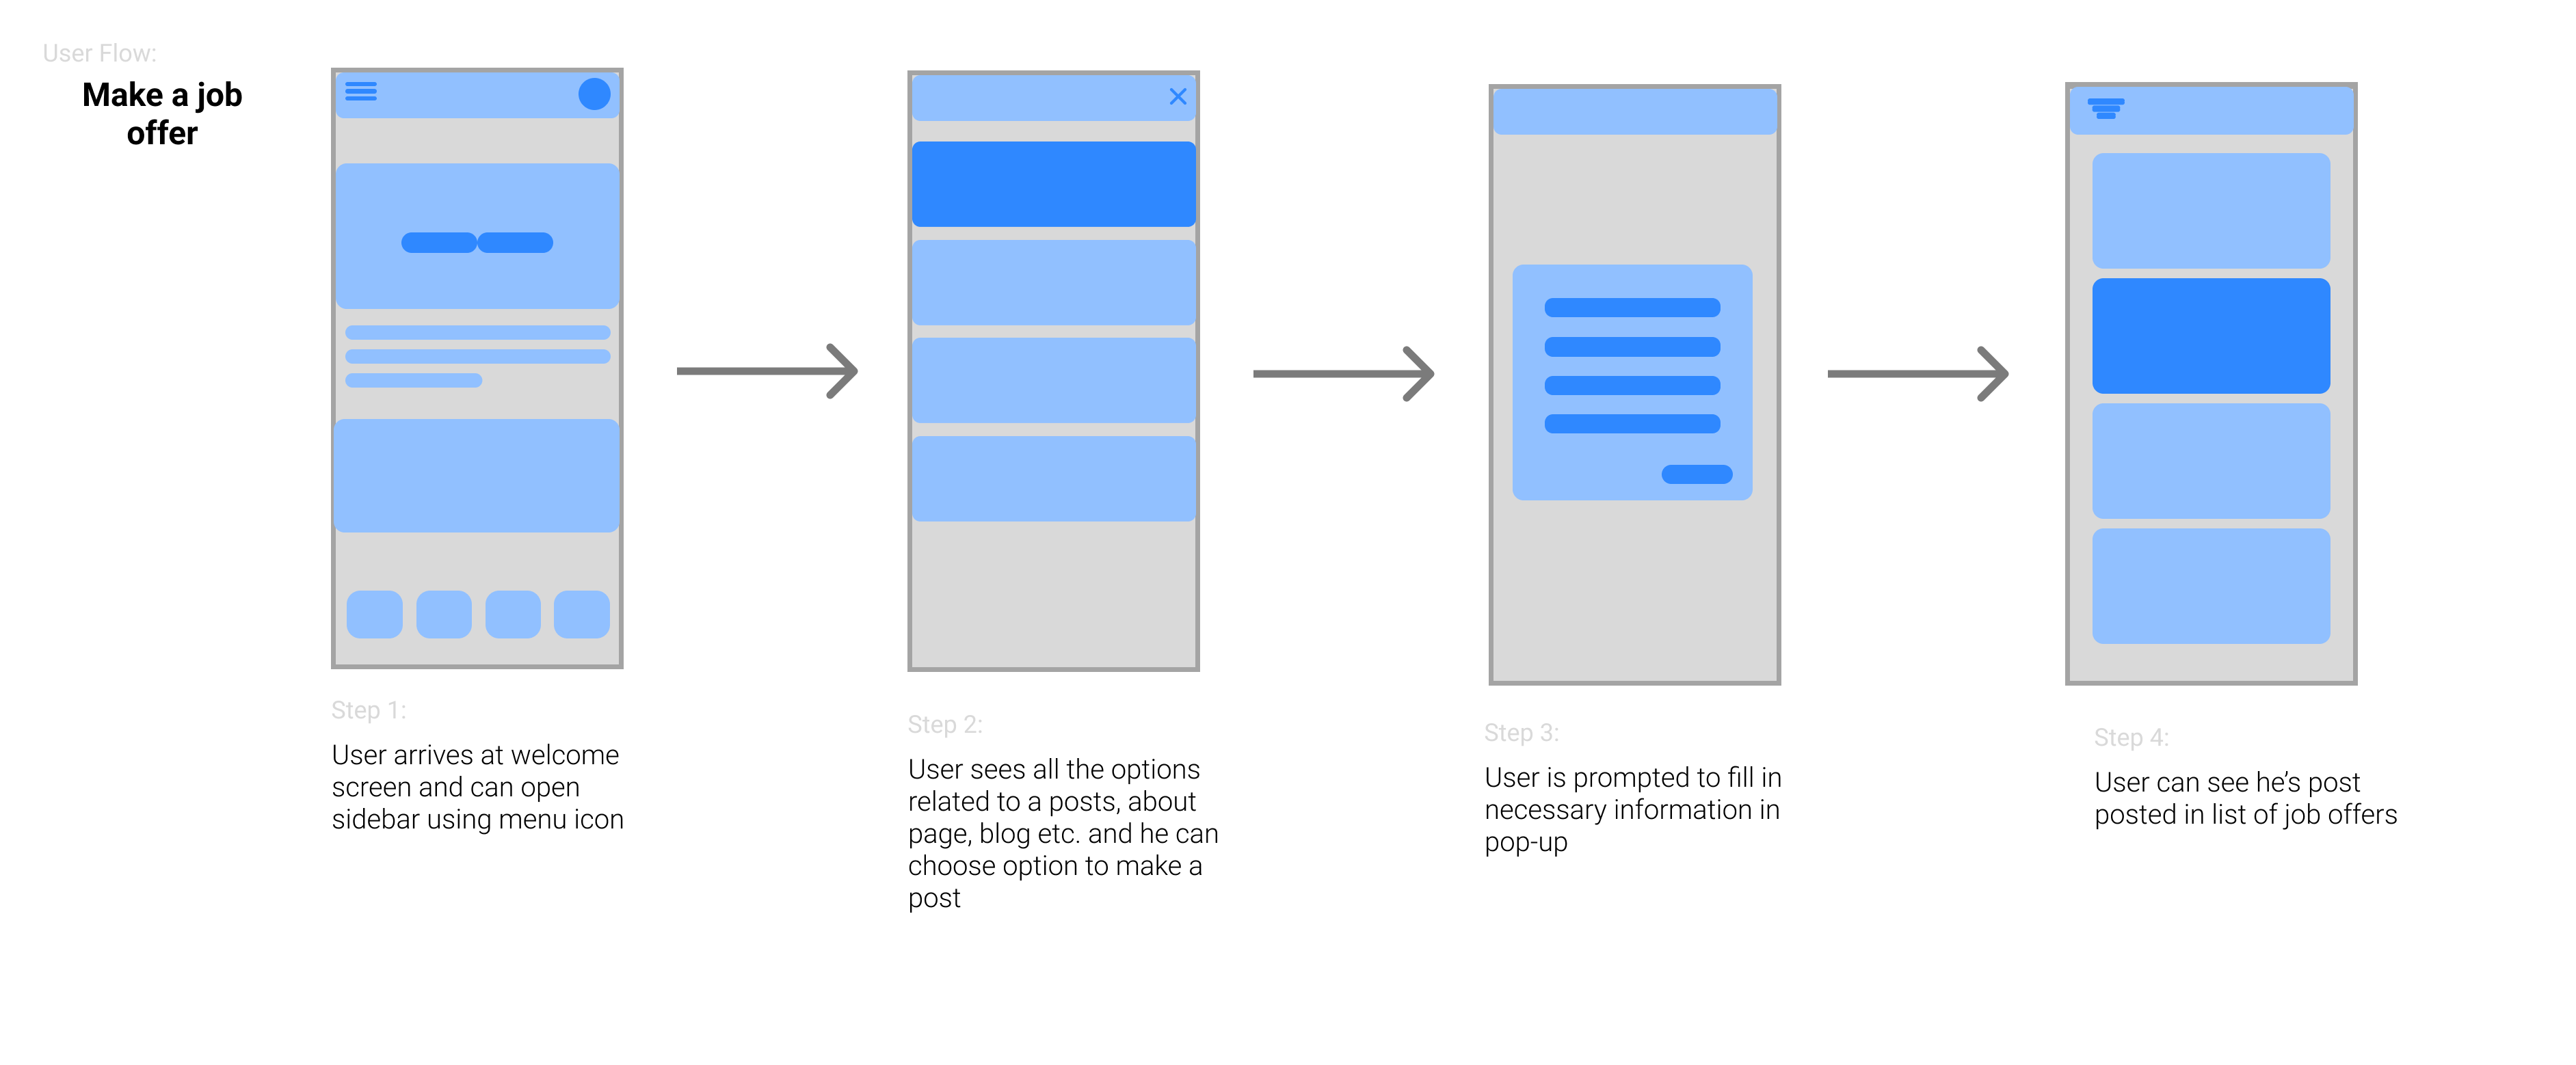 User Flow:
Make a job
offer
Step 1:
User arrives at welcome
screen and can open
sidebar using menu icon
Step 2:
User sees all the options
related to a posts, about
page, blog etc. and he can
choose option to make a
post
Step 3:
User is prompted to fill in
necessary information in
pop-up
Step 4:
User can see he’s post
posted in list of job offers